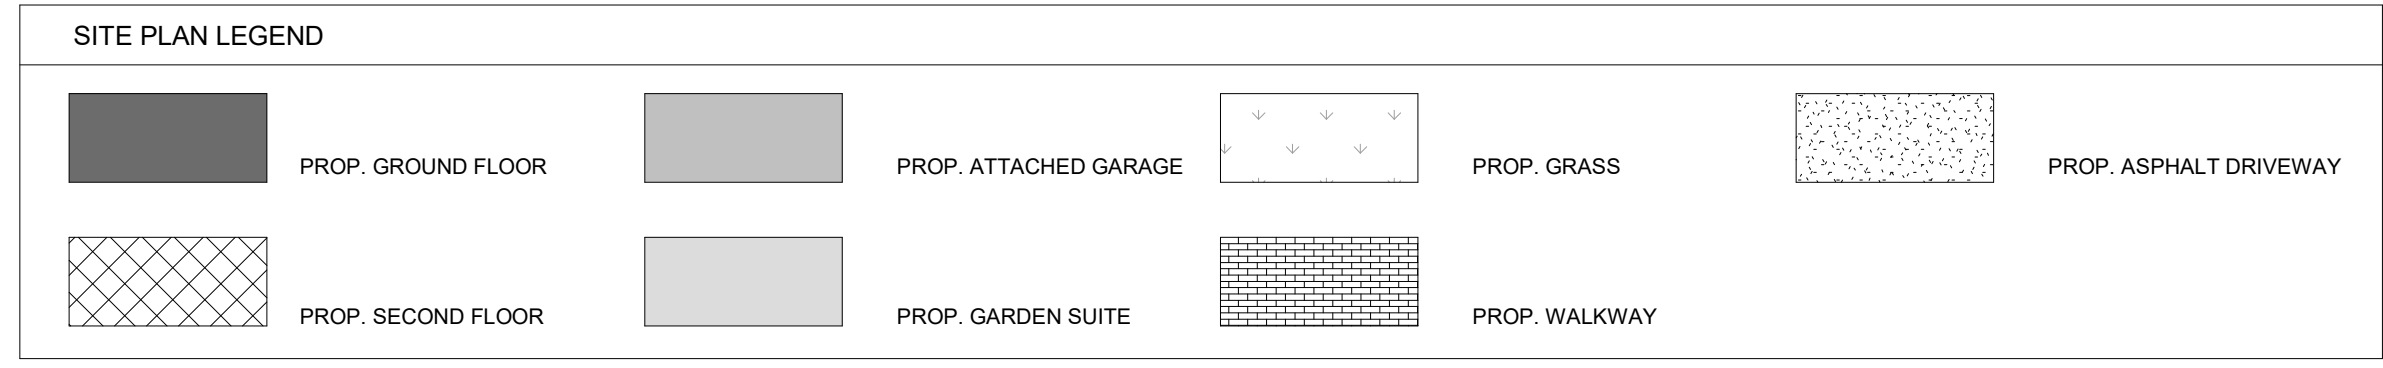 SITE PLAN LEGEND
PROP. GROUND FLOOR
PROP. ATTACHED GARAGE
PROP. GRASS
PROP. ASPHALT DRIVEWAY
PROP. SECOND FLOOR
PROP. GARDEN SUITE
PROP. WALKWAY